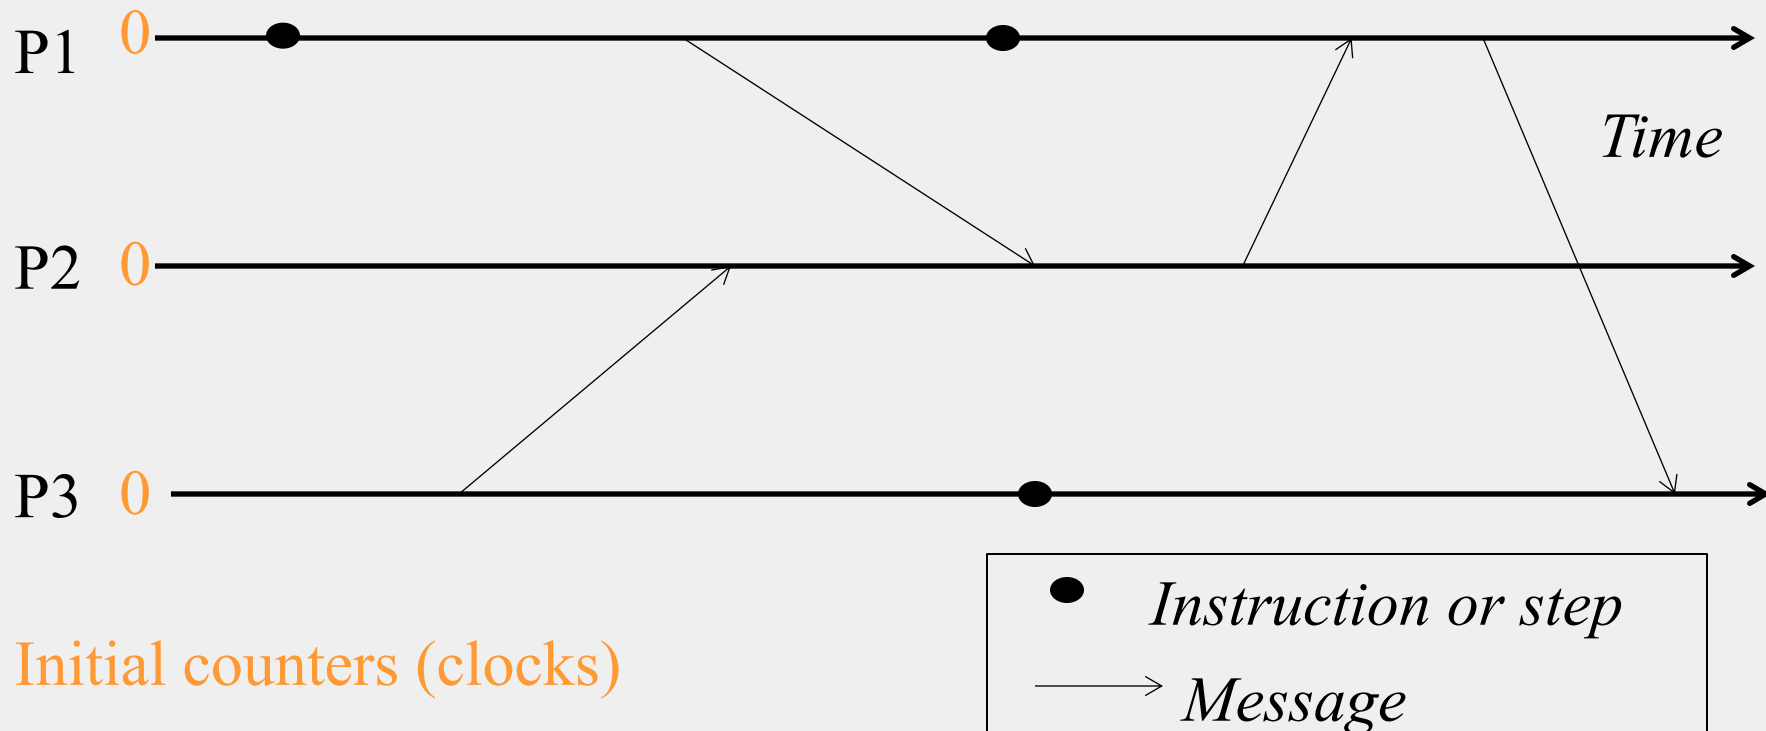 P1 0
Time
P2 0
P3 0
Instruction or step
Initial counters (clocks)
Message